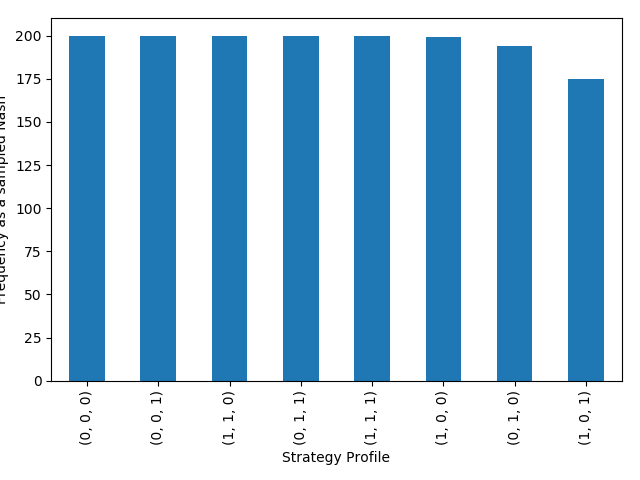 Frequency as a sampled Nash
200
175
150
125
100
75
50
25
0
(0, 0, 0)
(0, 0, 1)
(1, 1, 0)
(0, 1, 1)
(1, 1, 1)
(1, 0, 0)
(0, 1, 0)
(1, 0, 1)
Strategy Profile